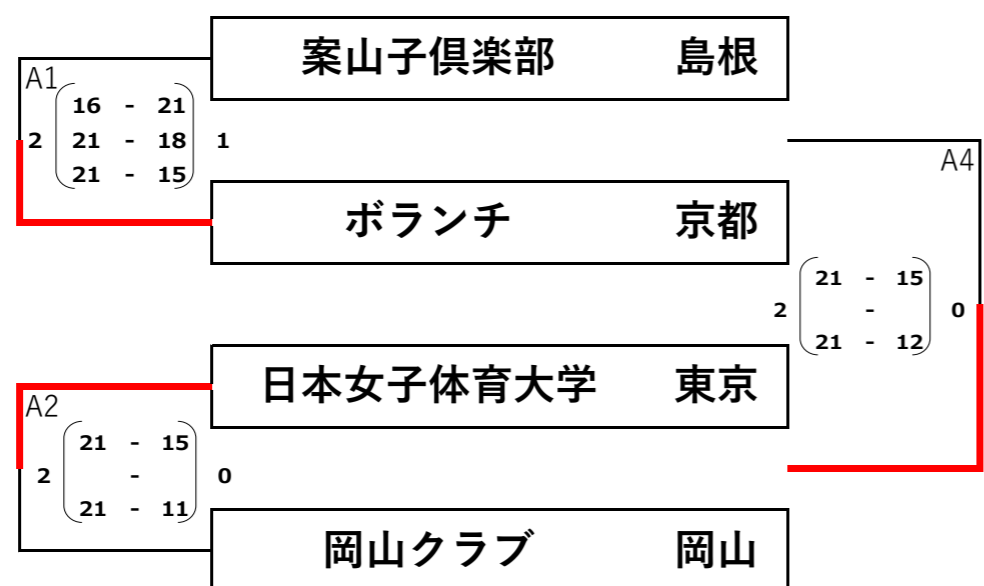 案山子倶楽部 島根
A1
16 - 21
2 21 - 18 1
21 - 15
A4
ボランチ 京都
21 - 15
2 - 0
21 - 12
日本女子体育大学 東京
A2
21 - 15
2 - 0
21 - 11
岡山クラブ 岡山